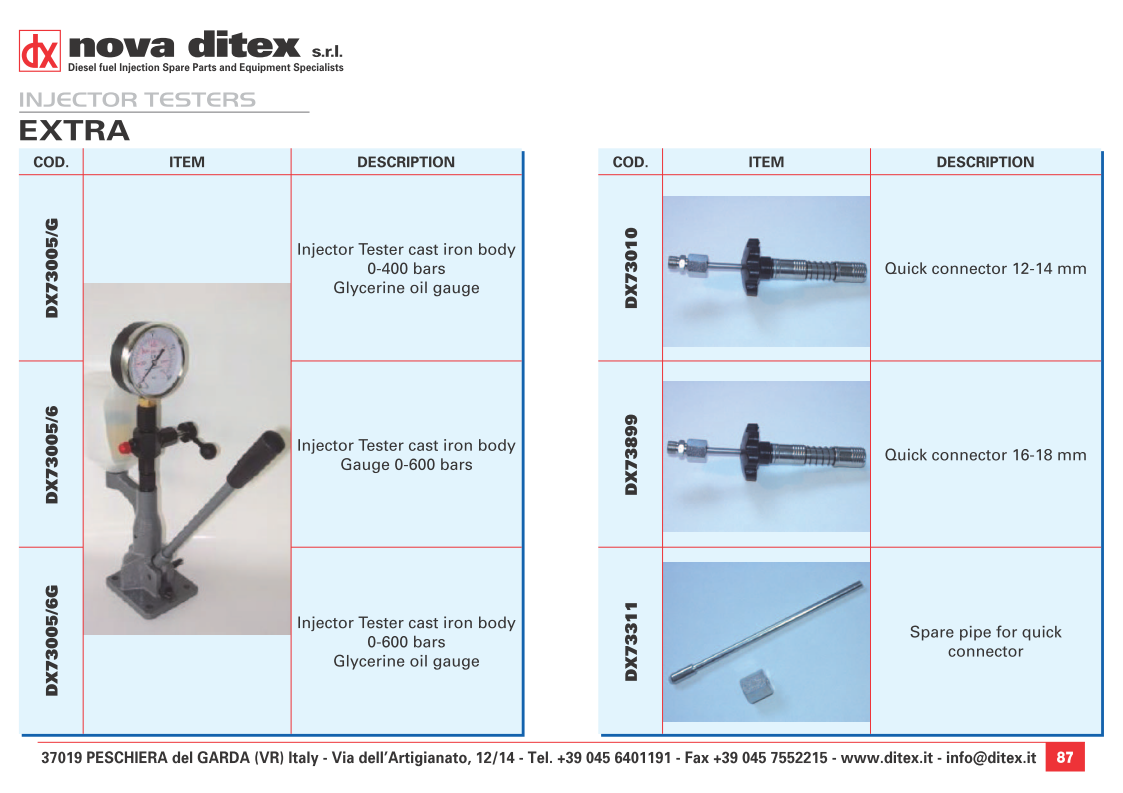 dx nova ditex s.r.l.
Diesel fuel Injection Spare Parts and Equipment Specialists
INJECTOR TESTERS
EXTRA
COD. ITEM DESCRIPTION
DX73005/G
Injector Tester cast iron body
0-400 bars
Glycerine oil gauge
DX73005/6
Injector Tester cast iron body
Gauge 0-600 bars
DX73005/6G
Injector Tester cast iron body
0-600 bars
Glycerine oil gauge
COD. ITEM DESCRIPTION
DX73010
Quick connector 12-14 mm
DX73899
Quick connector 16-18 mm
DX73311
Spare pipe for quick
connector
37019 PESCHIERA del GARDA (VR) Italy - Via dell'Artigianato, 12/14 - Tel. +39 045 6401191 - Fax +39 045 7552215 - www.ditex.it - info@ditex.it 87